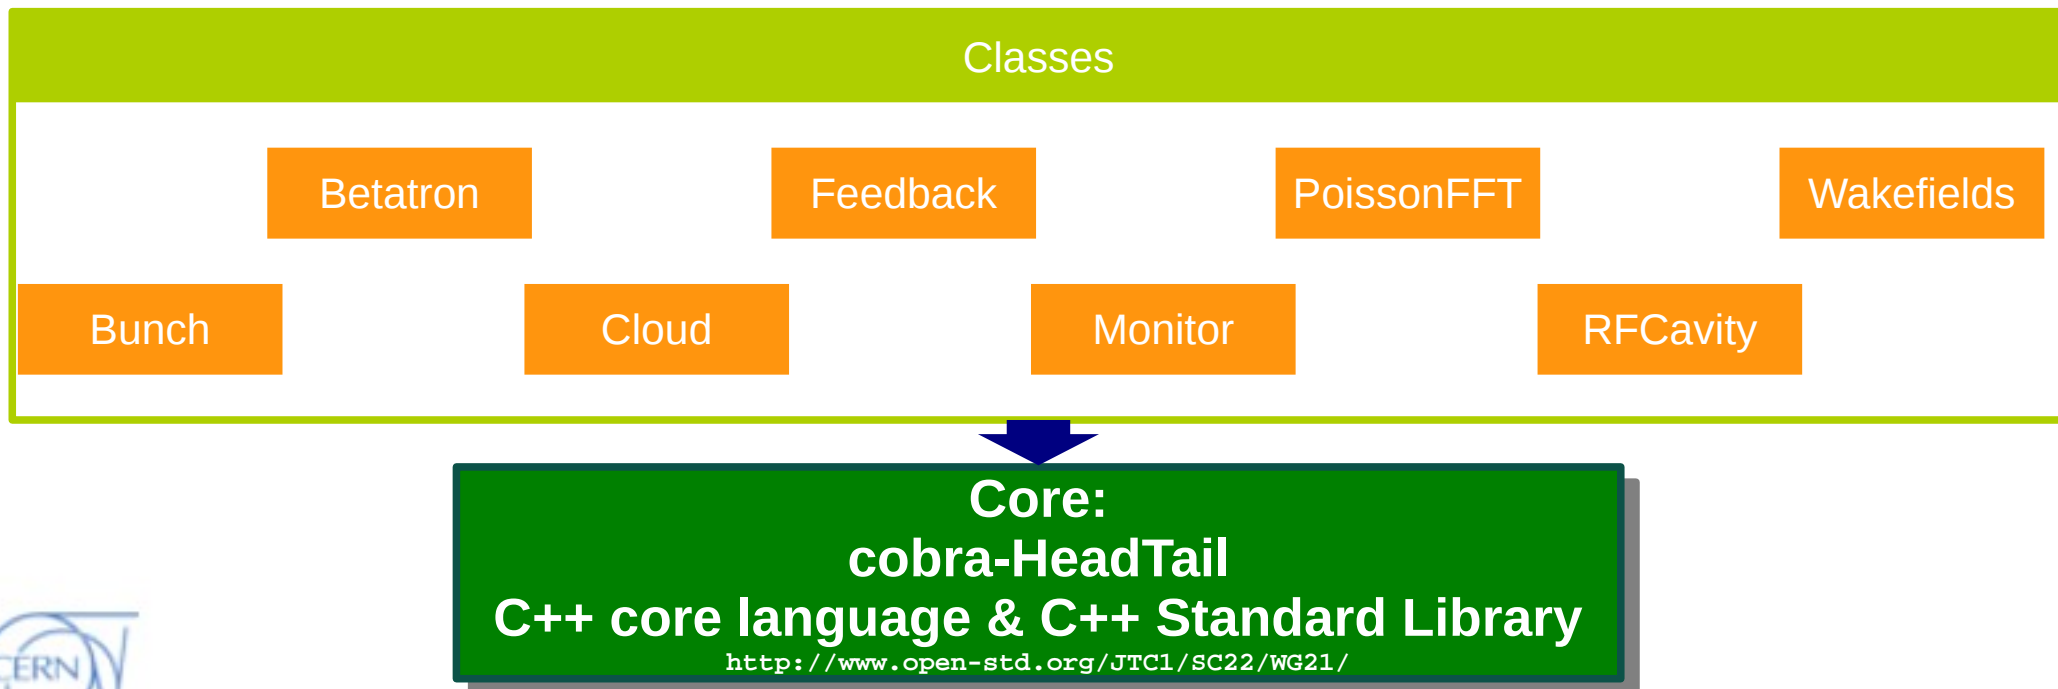 Classes
Betatron Feedback PoissonFFT Wakefields
Bunch Cloud Monitor RFCavity
Core:
cobra-HeadTail
C++ core language & C++ Standard Library
http://www.open-std.org/JTC1/SC22/WG21/
CERN